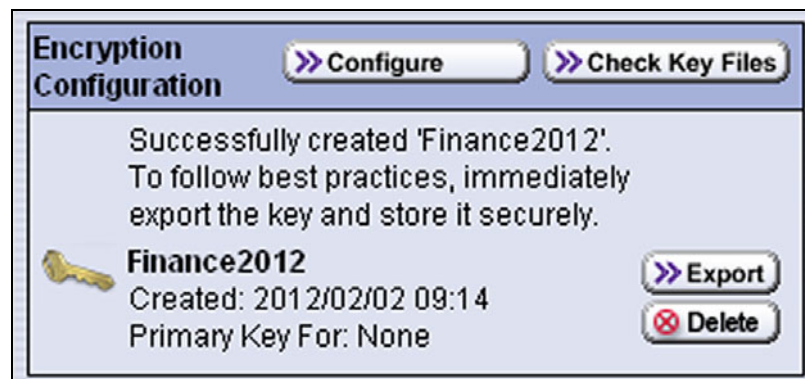 Encryption
Configuration
Configure
Check Key Files
Successfully created 'Finance2012'.
To follow best practices, immediately
export the key and store it securely.
Finance2012
Created: 2012/02/02 09:14
Primary Key For: None
Export
Delete